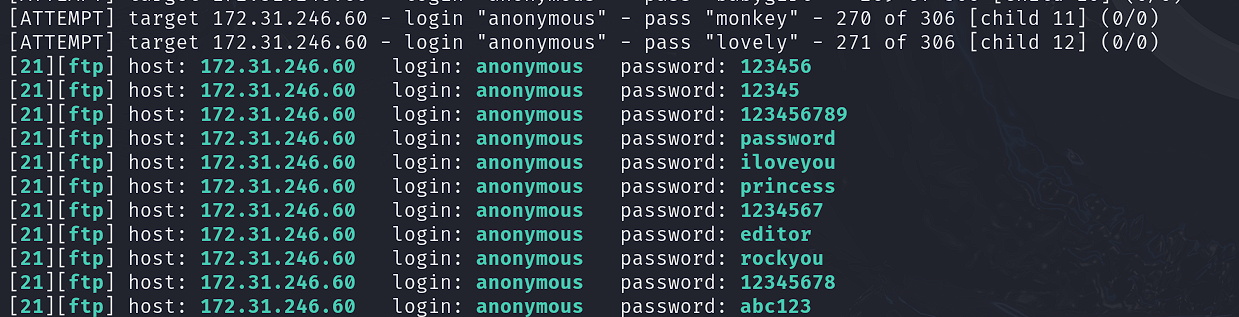 [ATTEMPT] target 172.31.246.60 - login "anonymous" - pass "monkey" - 270 of 306 [child 11] (0/0)
[ATTEMPT] target 172.31.246.60 - login "anonymous" - pass "lovely" - 271 of 306 [child 12] (0/0)
[21][ftp] host: 172.31.246.60   login: anonymous   password: 123456
[21][ftp] host: 172.31.246.60   login: anonymous   password: 12345
[21][ftp] host: 172.31.246.60   login: anonymous   password: 123456789
[21][ftp] host: 172.31.246.60   login: anonymous   password: password
[21][ftp] host: 172.31.246.60   login: anonymous   password: iloveyou
[21][ftp] host: 172.31.246.60   login: anonymous   password: princess
[21][ftp] host: 172.31.246.60   login: anonymous   password: 1234567
[21][ftp] host: 172.31.246.60   login: anonymous   password: editor
[21][ftp] host: 172.31.246.60   login: anonymous   password: rockyou
[21][ftp] host: 172.31.246.60   login: anonymous   password: 12345678
[21][ftp] host: 172.31.246.60   login: anonymous   password: abc123